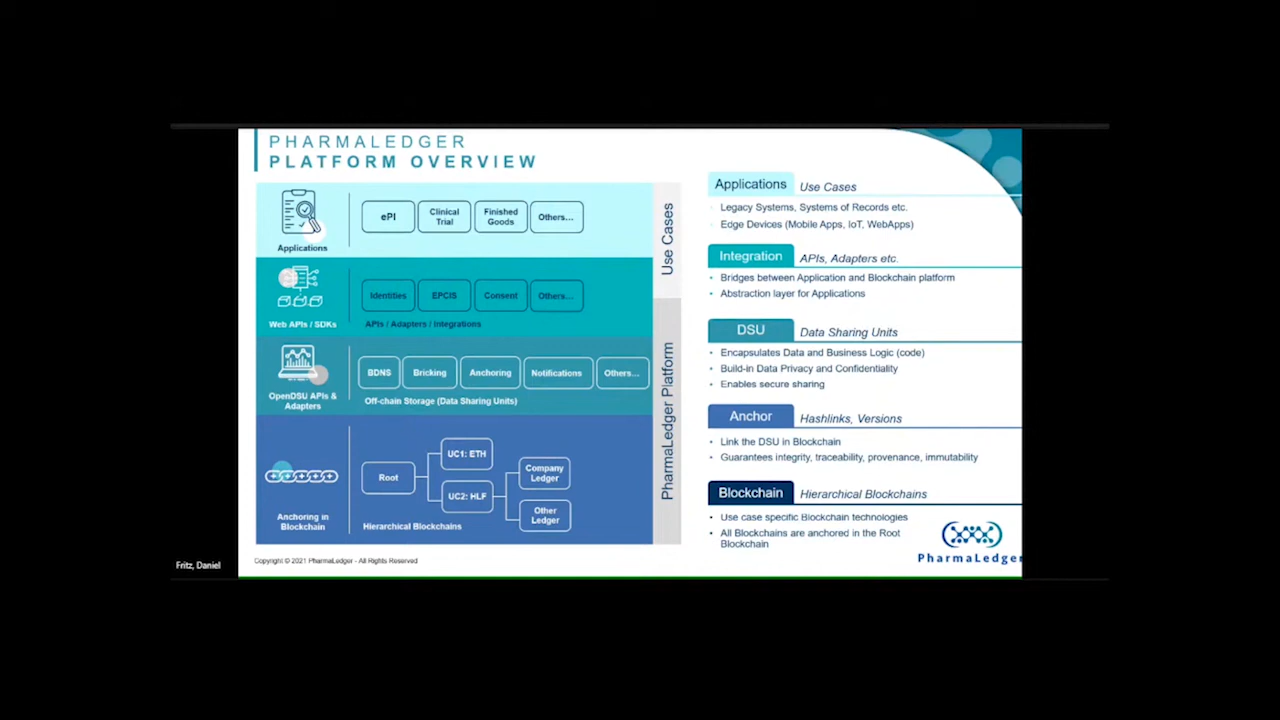 PHARMALEDGER
PLATFORM OVERVIEW
Applications
ePI
Clinical
Trial
Finished
Goods
Others...
Use Cases
Web APIs / SDKs
Identities
EPCIS
Consent
Others...
APIs / Adapters / Integrations
OpenDSU APIs &
Adapters
BDNS
Bricking
Anchoring
Notifications
Others...
Off-chain Storage (Data Sharing Units)
PharmaLedger Platform
Anchoring in
Blockchain
Root
UC1: ETH
UC2: HLF
Company
Ledger
Other
Ledger
Hierarchical Blockchains
Applications Use Cases
Legacy Systems, Systems of Records etc.
Edge Devices (Mobile Apps, IoT, WebApps)
Integration APIs, Adapters etc.
• Bridges between Application and Blockchain platform
• Abstraction layer for Applications
DSU Data Sharing Units
• Encapsulates Data and Business Logic (code)
• Build-in Data Privacy and Confidentiality
• Enables secure sharing
Anchor Hashlinks, Versions
• Link the DSU in Blockchain
• Guarantees integrity, traceability, provenance, immutability
Blockchain Hierarchical Blockchains
• Use case specific Blockchain technologies
• All Blockchains are anchored in the Root
Blockchain
PharmaLedger
Copyright © 2021 PharmaLedger - All Rights Reserved
Fritz, Daniel